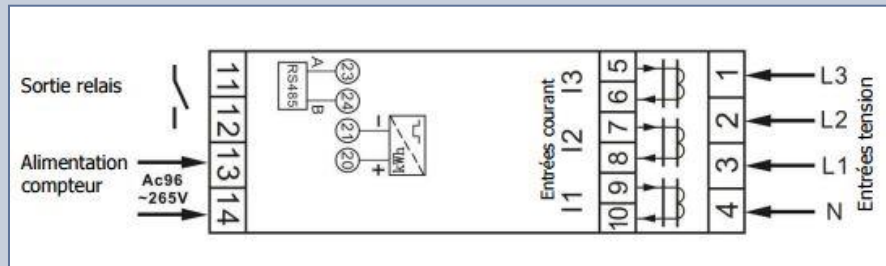 Sortie relais
Alimentation
compteur
Ac96
~265V
11
12
13
14
RS485
A
B
23
24
21
20
−
+
kWh
Entrées courant
I3
I2
I1
5
6
7
8
9
10
1
2
3
4
L3
L2
L1
N
Entrées tension